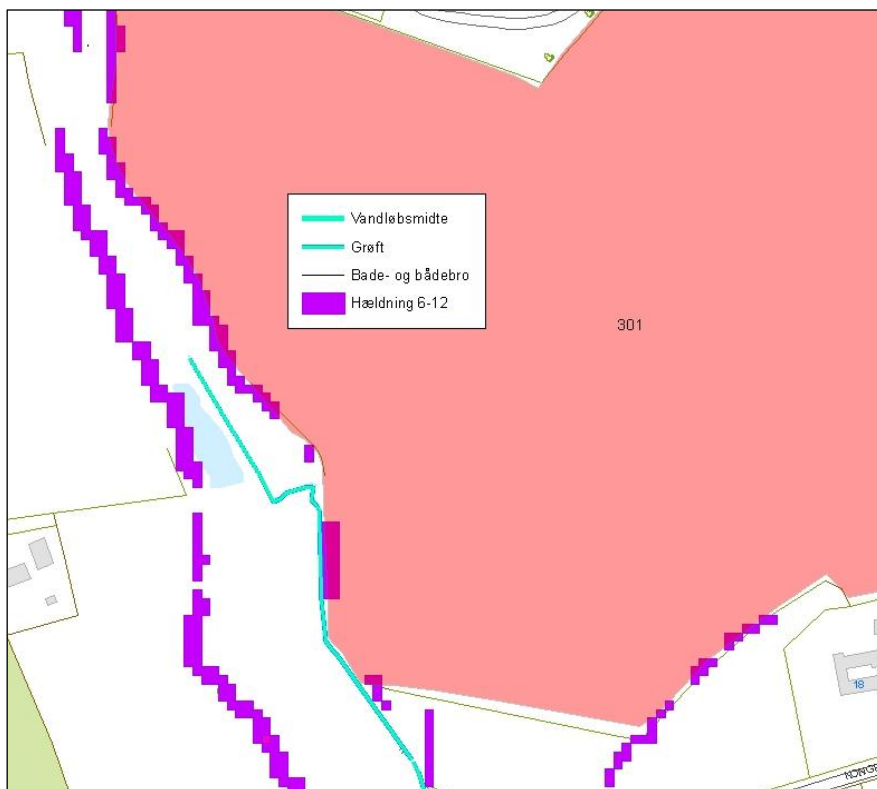 Vandløbsmidte
Grøft
Bade- og bådebro
Hældning 6-12
301
18